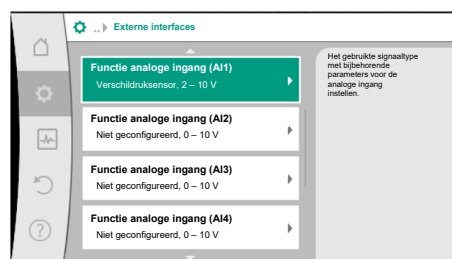 ..› Externe interfaces
Functie analoge ingang (AI1)
Verschildruksensor, 2 – 10 V
Functie analoge ingang (AI2)
Niet geconfigureerd, 0 – 10 V
Functie analoge ingang (AI3)
Niet geconfigureerd, 0 – 10 V
Functie analoge ingang (AI4)
Niet geconfigureerd, 0 – 10 V
Het gebruikte signaaltype
met bijbehorende
parameters voor de
analoge ingang
instellen.
?